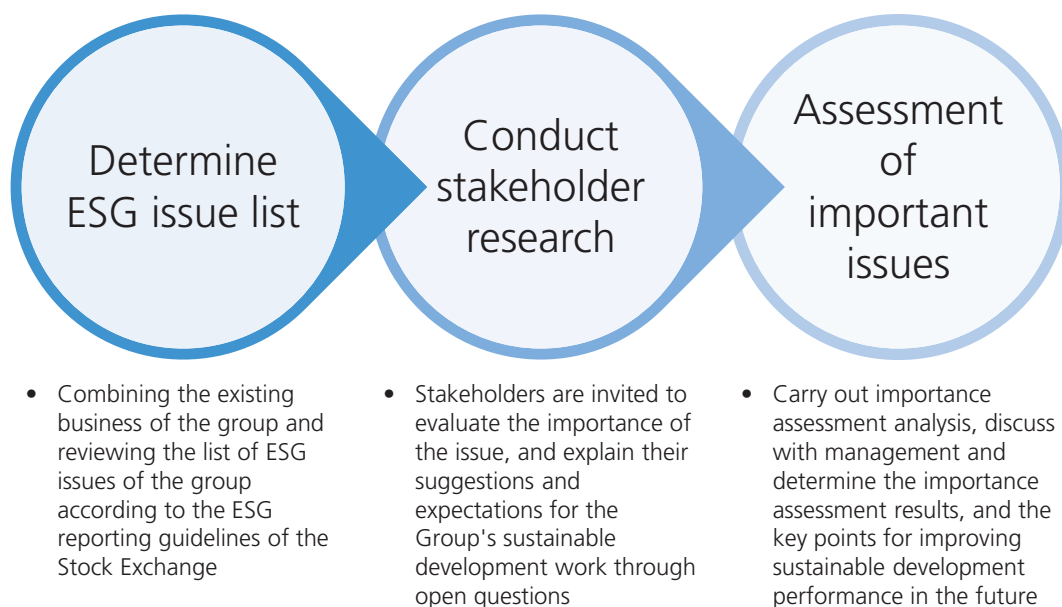 Determine
ESG issue list
Conduct
stakeholder
research
Assessment
of
important
issues
• Combining the existing
business of the group and
reviewing the list of ESG
issues of the group
according to the ESG
reporting guidelines of the
Stock Exchange
• Stakeholders are invited to
evaluate the importance of
the issue, and explain their
suggestions and
expectations for the
Group's sustainable
development work through
open questions
• Carry out importance
assessment analysis, discuss
with management and
determine the importance
assessment results, and the
key points for improving
sustainable development
performance in the future